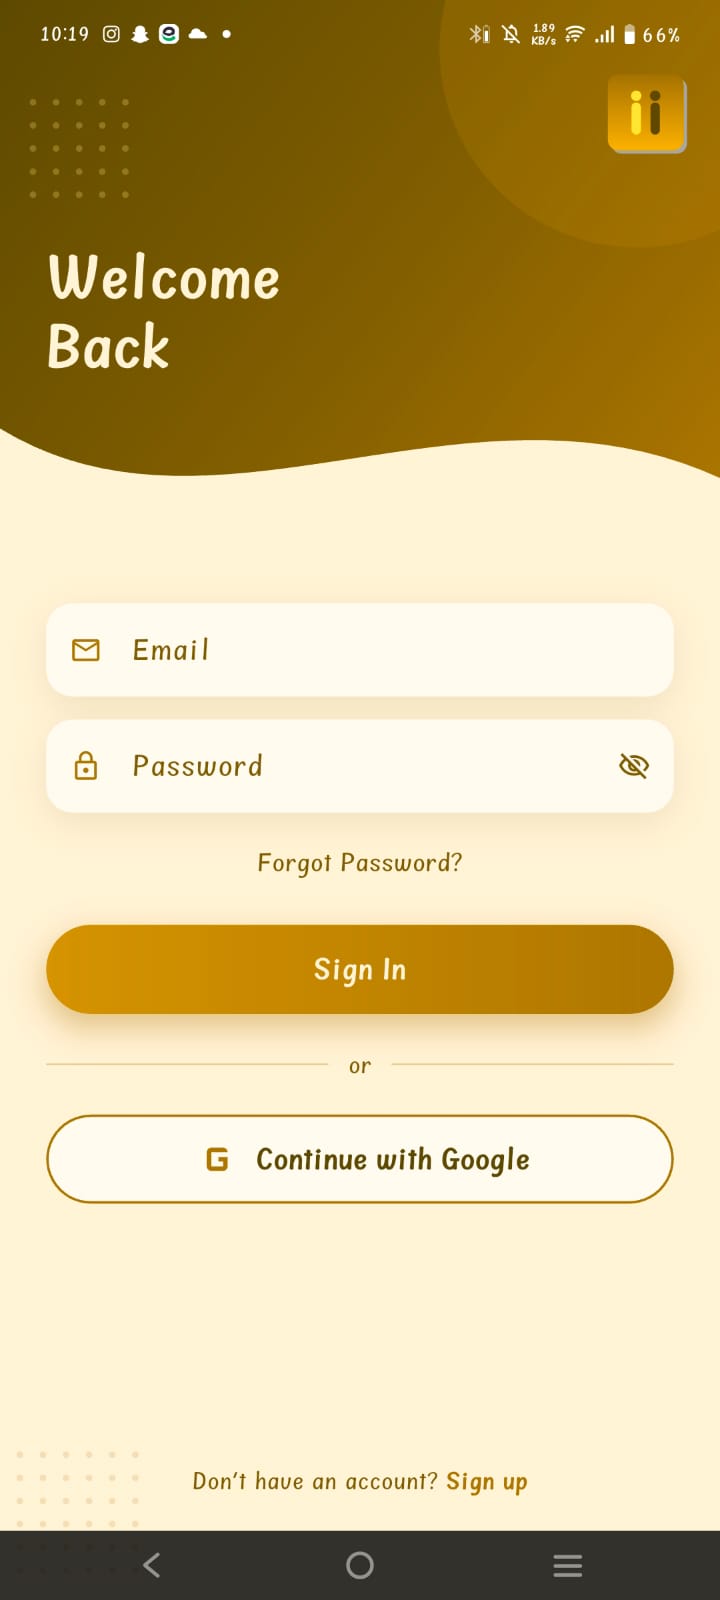 10:19 1.89 KB/s 66%
ii
Welcome
Back
Email
Password
Forgot Password?
Sign In
or
G Continue with Google
Don't have an account? Sign up